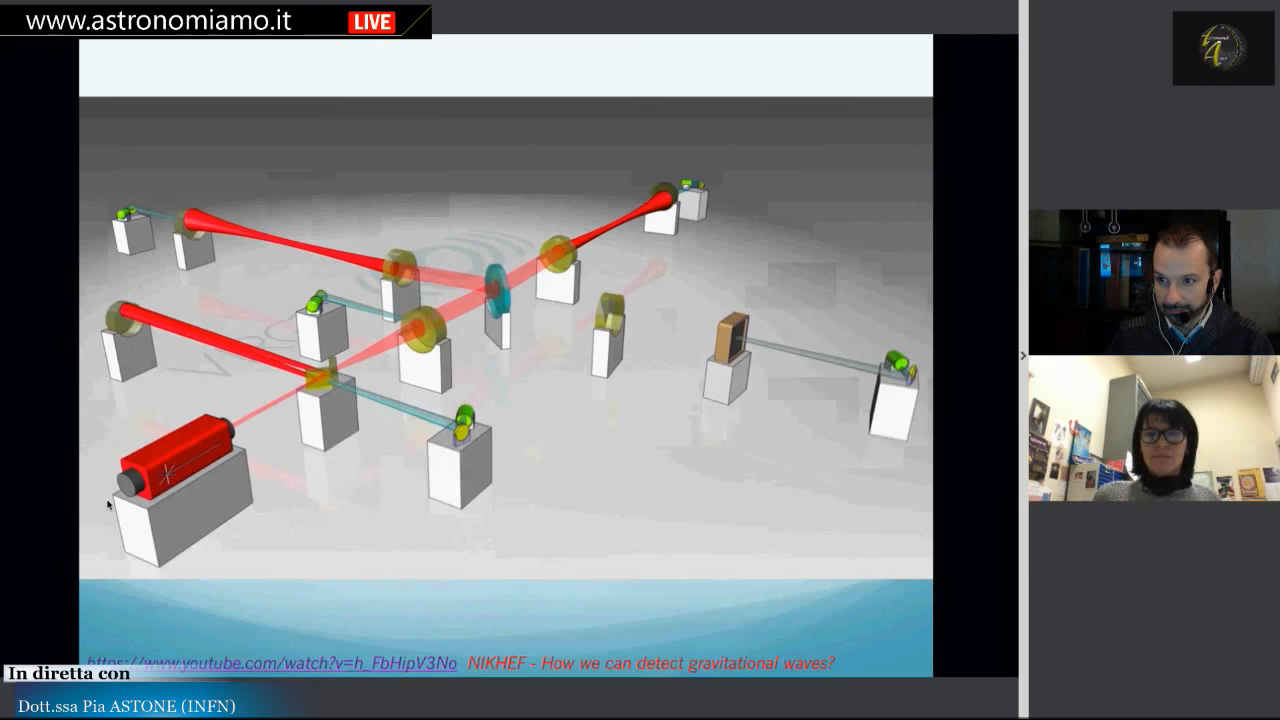 www.astronomiamo.it LIVE
https://www.youtube.com/watch?v=h_FbHipV3No NIKHEF - How we can detect gravitational waves?
In diretta con
Dott.ssa Pia ASTONE (INFN)